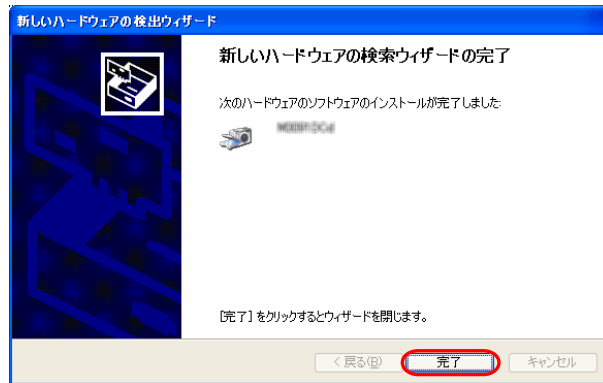 新しいハードウェアの検出ウィザード
新しいハードウェアの検索ウィザードの完了
次のハードウェアのソフトウェアのインストールが完了しました:
[完了] をクリックするとウィザードを閉じます。
< 戻る(B)
完了
キャンセル